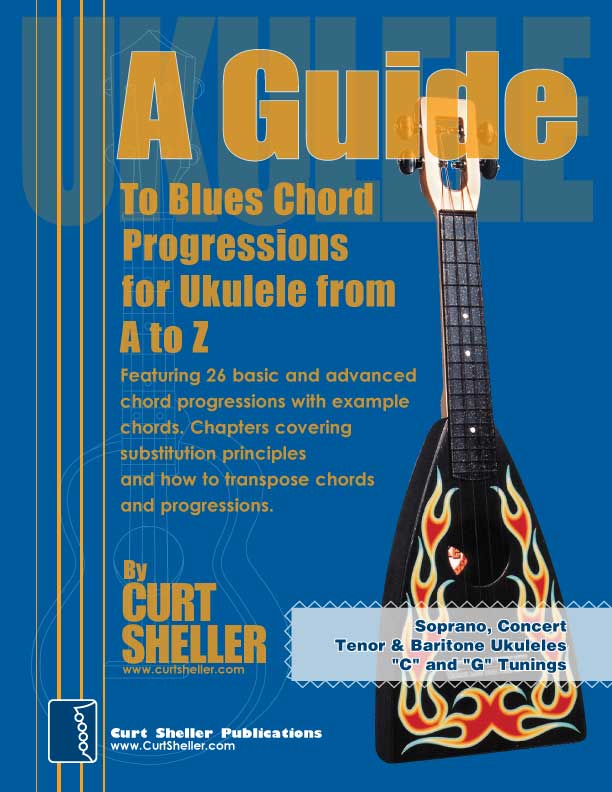 UKULELE
A Guide
To Blues Chord
Progressions
for Ukulele from
A to Z
Featuring 26 basic and advanced
chord progressions with example
chords. Chapters covering
substitution principles
and how to transpose chords
and progressions.
By
CURT
SHELLER
www.curtsheller.com
Soprano, Concert
Tenor & Baritone Ukuleles
"C" and "G" Tunings
Curt Sheller Publications
www.CurtSheller.com